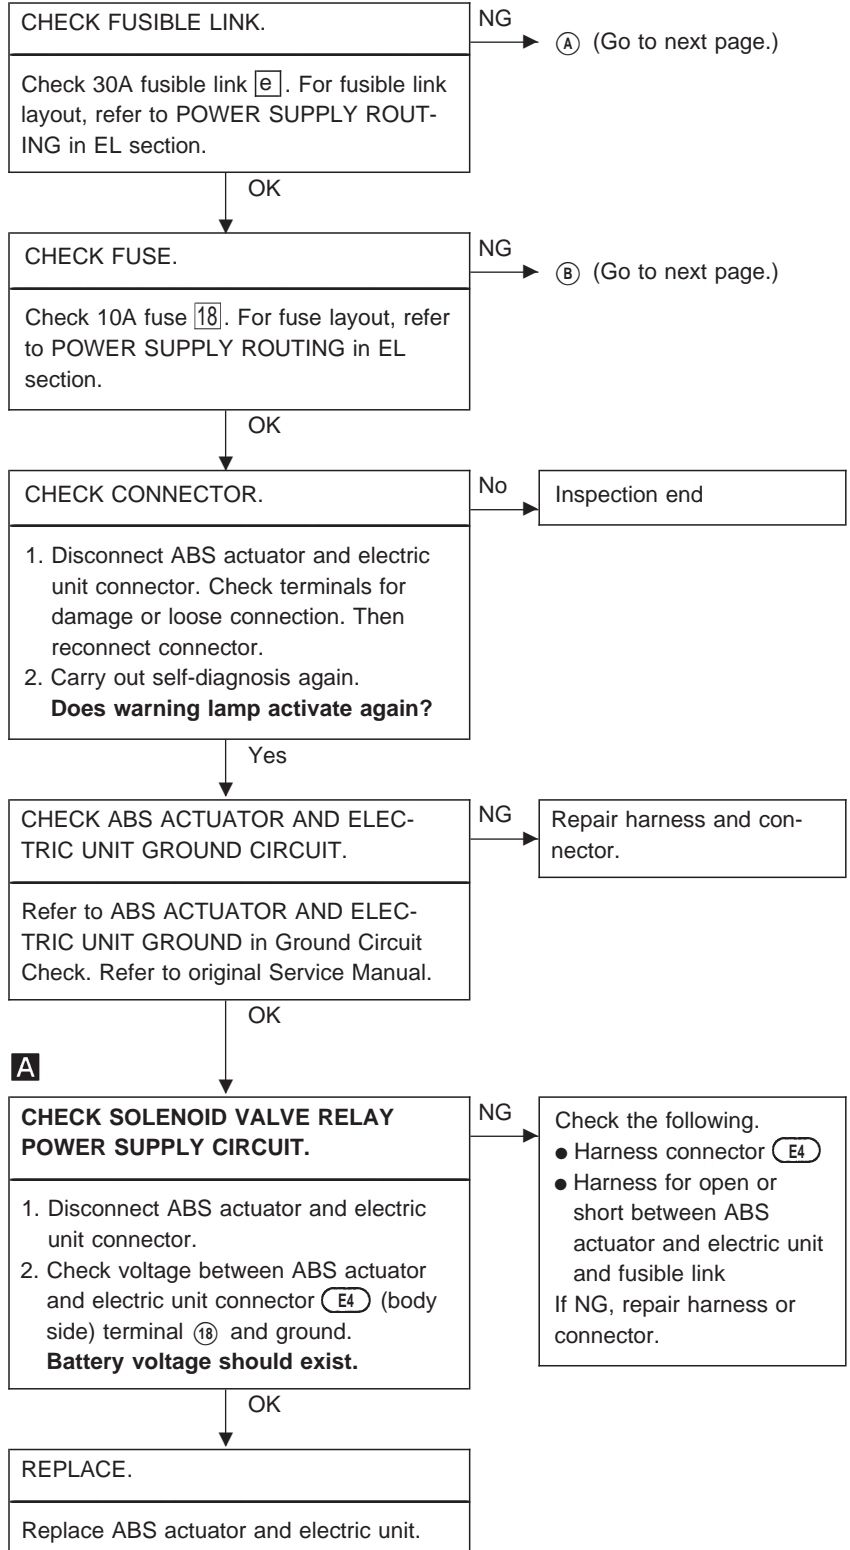 CHECK FUSIBLE LINK.
NG
Ⓐ (Go to next page.)
Check 30A fusible link e. For fusible link
layout, refer to POWER SUPPLY ROUT-
ING in EL section.
OK
CHECK FUSE.
NG
Ⓑ (Go to next page.)
Check 10A fuse 18. For fuse layout, refer
to POWER SUPPLY ROUTING in EL
section.
OK
CHECK CONNECTOR.
No
Inspection end
1. Disconnect ABS actuator and electric
unit connector. Check terminals for
damage or loose connection. Then
reconnect connector.
2. Carry out self-diagnosis again.
Does warning lamp activate again?
Yes
CHECK ABS ACTUATOR AND ELEC-
TRIC UNIT GROUND CIRCUIT.
NG
Repair harness and con-
nector.
Refer to ABS ACTUATOR AND ELEC-
TRIC UNIT GROUND in Ground Circuit
Check. Refer to original Service Manual.
OK
A
CHECK SOLENOID VALVE RELAY
POWER SUPPLY CIRCUIT.
NG
1. Disconnect ABS actuator and electric
unit connector.
2. Check voltage between ABS actuator
and electric unit connector E4 (body
side) terminal ⑱ and ground.
Battery voltage should exist.
Check the following.
● Harness connector E4
● Harness for open or
short between ABS
actuator and electric unit
and fusible link
If NG, repair harness or
connector.
OK
REPLACE.
Replace ABS actuator and electric unit.